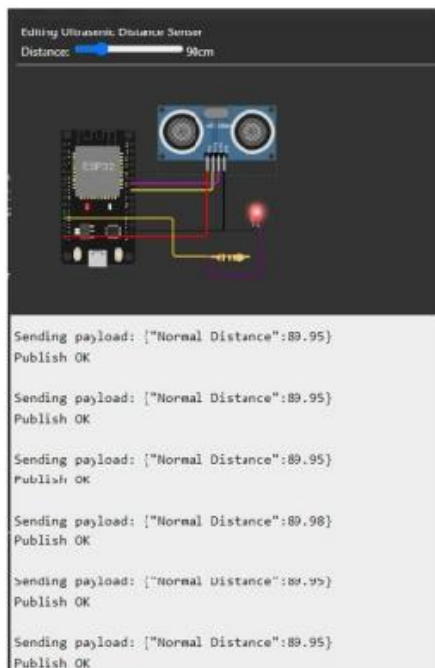 Editing Ultrasonic Distance Sensor
Distance: 90cm
ESP32
Sending payload: {"Normal Distance":89.95}
Publish OK
Sending payload: {"Normal Distance":89.95}
Publish OK
Sending payload: {"Normal Distance":89.95}
Publish OK
Sending payload: {"Normal Distance":89.98}
Publish OK
Sending payload: {"Normal Distance":89.95}
Publish OK
Sending payload: {"Normal Distance":89.95}
Publish OK